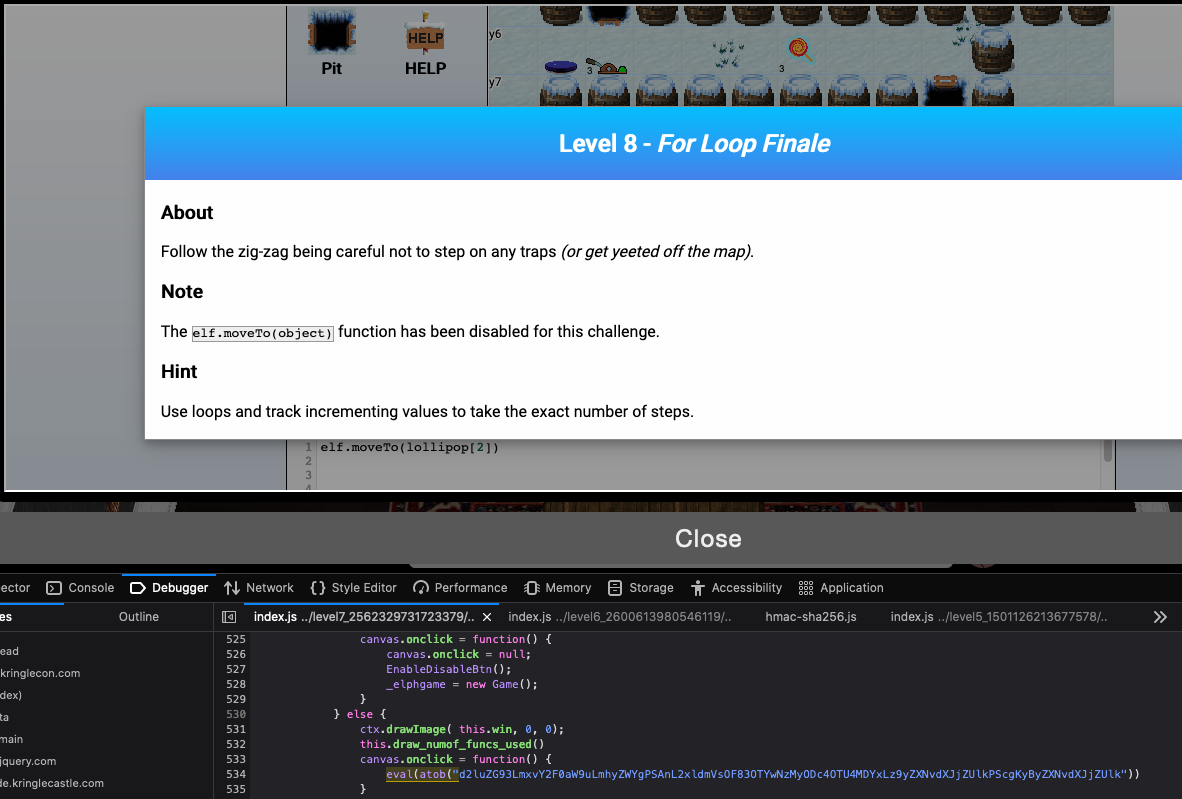 Pit
HELP
HELP
y6
3
3
y7
Level 8 - For Loop Finale
About
Follow the zig-zag being careful not to step on any traps (or get yeeted off the map).
Note
The elf.moveTo(object) function has been disabled for this challenge.
Hint
Use loops and track incrementing values to take the exact number of steps.
1 elf.moveTo(lollipop[2])
2
3
4
Close
ector Console Debugger Network Style Editor Performance Memory Storage Accessibility Application
es Outline index.js ../level7_2562329731723379/.. index.js ../level6_2600613980546119/.. hmac-sha256.js index.js ../level5_1501126213677578/..
ead
kringlecon.com
dex)
ta
main
jquery.com
de.kringlecastle.com
525 canvas.onclick = function() {
526 canvas.onclick = null;
527 EnableDisableBtn();
528 _elphgame = new Game();
529 }
530 } else {
531 ctx.drawImage( this.win, 0, 0);
532 this.draw_numof_funcs_used()
533 canvas.onclick = function() {
534 eval(atob("d2luZG93LmxvY2F0aW9uLmhyZWYgPSAnL2xldmVsOF83OTYwNzMyODc4OTU4MDYxLz9yZXNvdXJjZUlkPScgKyByZXNvdXJjZUlk"))
535 }